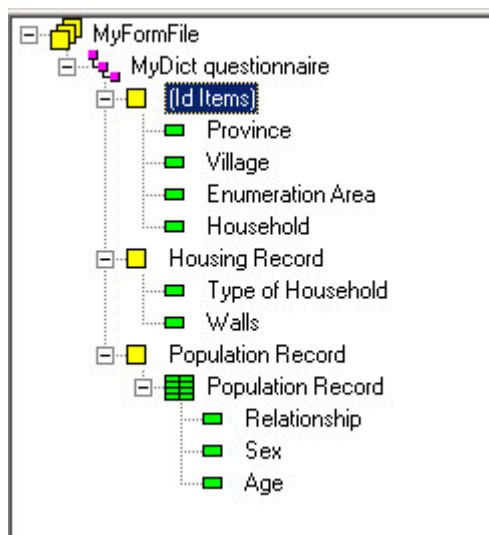 MyFormFile
MyDict questionnaire
(Id Items)
Province
Village
Enumeration Area
Household
Housing Record
Type of Household
Walls
Population Record
Population Record
Relationship
Sex
Age